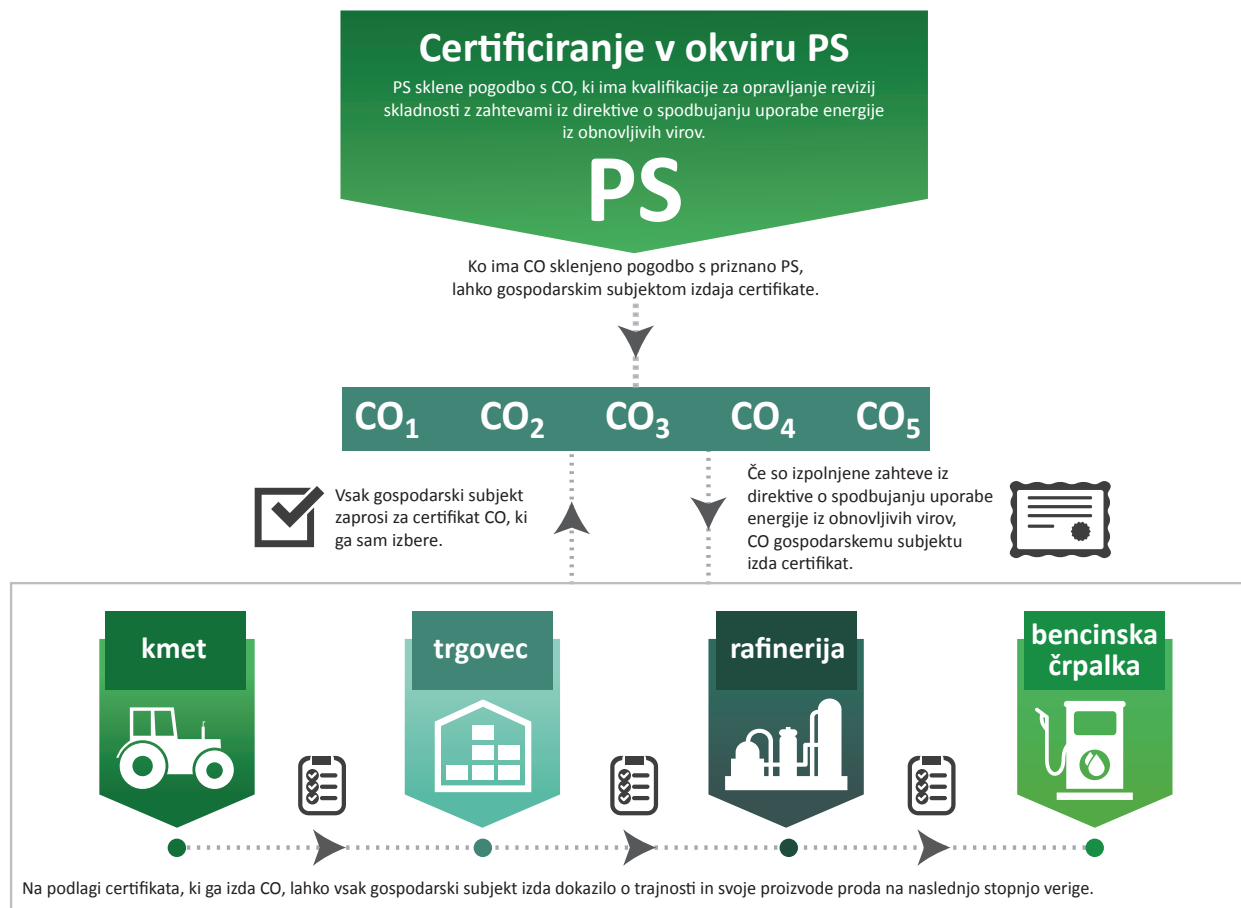 Certificiranje v okviru PS
PS sklene pogodbo s CO, ki ima kvalifikacije za opravljanje revizij
skladnosti z zahtevami iz direktive o spodbujanju uporabe energije
iz obnovljivih virov.
PS
Ko ima CO sklenjeno pogodbo s priznano PS,
lahko gospodarskim subjektom izdaja certifikate.
CO₁ CO₂ CO₃ CO₄ CO₅
Vsak gospodarski subjekt
zaprosi za certifikat CO, ki
ga sam izbere.
Če so izpolnjene zahteve iz
direktive o spodbujanju uporabe
energije iz obnovljivih virov,
CO gospodarskemu subjektu
izda certifikat.
kmet
trgovec
rafinerija
bencinska
črpalka
Na podlagi certifikata, ki ga izda CO, lahko vsak gospodarski subjekt izda dokazilo o trajnosti in svoje proizvode proda na naslednjo stopnjo verige.